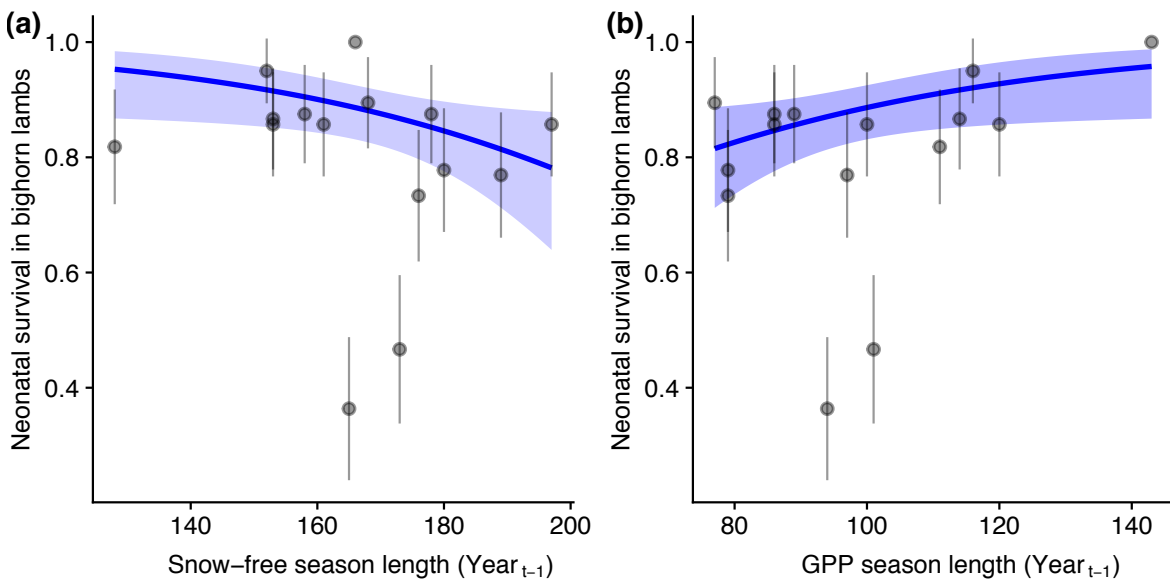 (a)
Neonatal survival in bighorn lambs
1.0
0.8
0.6
0.4
140 160 180 200
Snow−free season length (Year t−1)
(b)
Neonatal survival in bighorn lambs
1.0
0.8
0.6
0.4
80 100 120 140
GPP season length (Year t−1)